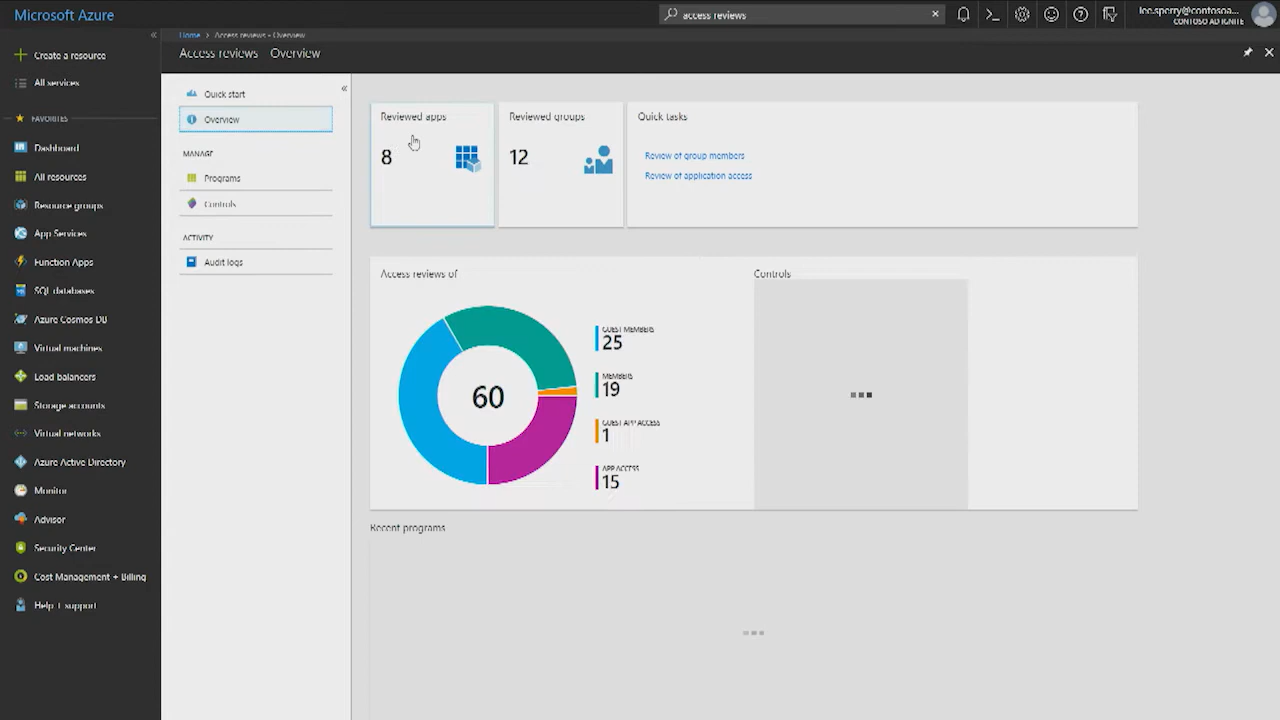 Microsoft Azure
access reviews
lee.sperry@contosoa...
CONTOSO AD IGNITE
Home > Access reviews - Overview
Access reviews - Overview
Create a resource
All services
FAVORITES
Dashboard
All resources
Resource groups
App Services
Function Apps
SQL databases
Azure Cosmos DB
Virtual machines
Load balancers
Storage accounts
Virtual networks
Azure Active Directory
Monitor
Advisor
Security Center
Cost Management + Billing
Help + support
Quick start
Overview
MANAGE
Programs
Controls
ACTIVITY
Audit logs
Reviewed apps
8
Reviewed groups
12
Quick tasks
Review of group members
Review of application access
Access reviews of
60
GUEST MEMBERS
25
MEMBERS
19
GUEST APP ACCESS
1
APP ACCESS
15
Controls
Recent programs